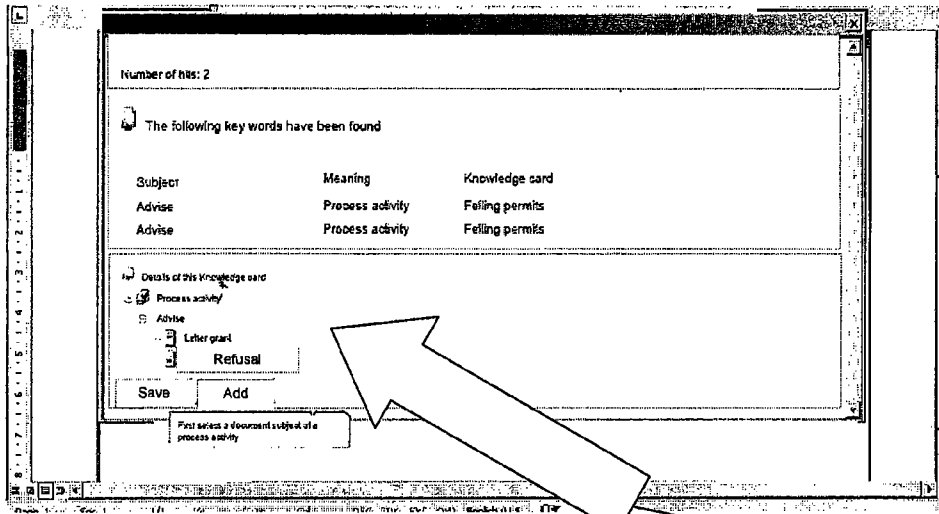 Number of hits: 2
The following key words have been found
Subject Meaning Knowledge card
Advise Process activity Felling permits
Advise Process activity Felling permits
Details of this Knowledge card
Process activity
Advise
Letter grant
Refusal
Save Add
First select a document subject of a
process activity